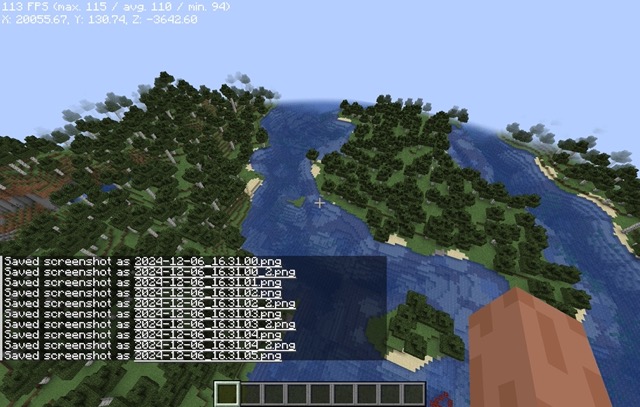 113 FPS (max. 115 / avg. 110 / min. 94)
X: 20055.67, Y: 130.74, Z: -3642.60
Saved screenshot as 2024-12-06_16.31.00.png
Saved screenshot as 2024-12-06_16.31.00_2.png
Saved screenshot as 2024-12-06_16.31.01.png
Saved screenshot as 2024-12-06_16.31.02.png
Saved screenshot as 2024-12-06_16.31.02_2.png
Saved screenshot as 2024-12-06_16.31.03.png
Saved screenshot as 2024-12-06_16.31.03_2.png
Saved screenshot as 2024-12-06_16.31.04.png
Saved screenshot as 2024-12-06_16.31.04_2.png
Saved screenshot as 2024-12-06_16.31.05.png